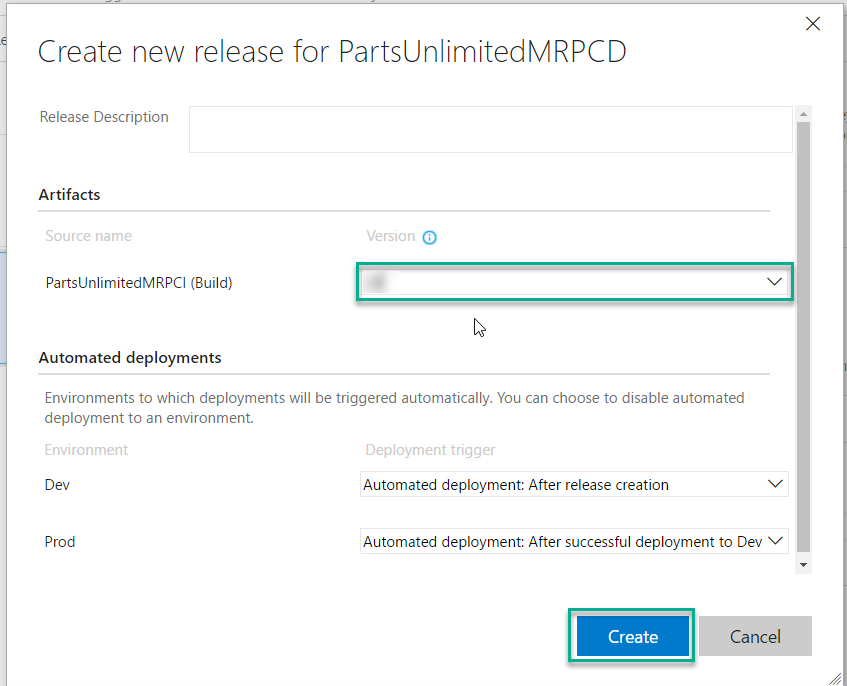 Create new release for PartsUnlimitedMRPCD
Release Description
Artifacts
Source name Version
PartsUnlimitedMRPCI (Build)
Automated deployments
Environments to which deployments will be triggered automatically. You can choose to disable automated
deployment to an environment.
Environment Deployment trigger
Dev Automated deployment: After release creation
Prod Automated deployment: After successful deployment to Dev
Create Cancel